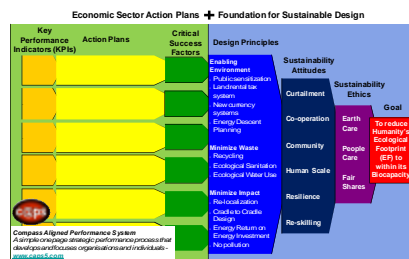 Economic Sector Action Plans + Foundation for Sustainable Design
Key
Performance
Indicators (KPIs)
Action Plans
Critical
Success
Factors
Design Principles
Enabling
Environment
. Public sensitization
. Land rental tax
system
. New currency
systems
. Energy Descent
Planning
Minimize Waste
. Recycling
. Ecological Sanitation
. Ecological Water Use
Minimize Impact
. Re-localization
. Cradle to Cradle
Design
. Energy Return on
Energy Investment
. No pollution
Sustainability
Attitudes
Curtailment
Co-operation
Community
Human Scale
Resilience
Re-skilling
Sustainability
Ethics
Earth
Care
People
Care
Fair
Shares
Goal
To reduce
Humanity's
Ecological
Footprint
(EF) to
within its
Biocapacity
caps
Compass Aligned Performance System
A simple one page strategic performance process that
develops and focuses organisations and individuals -
www.caps5.com